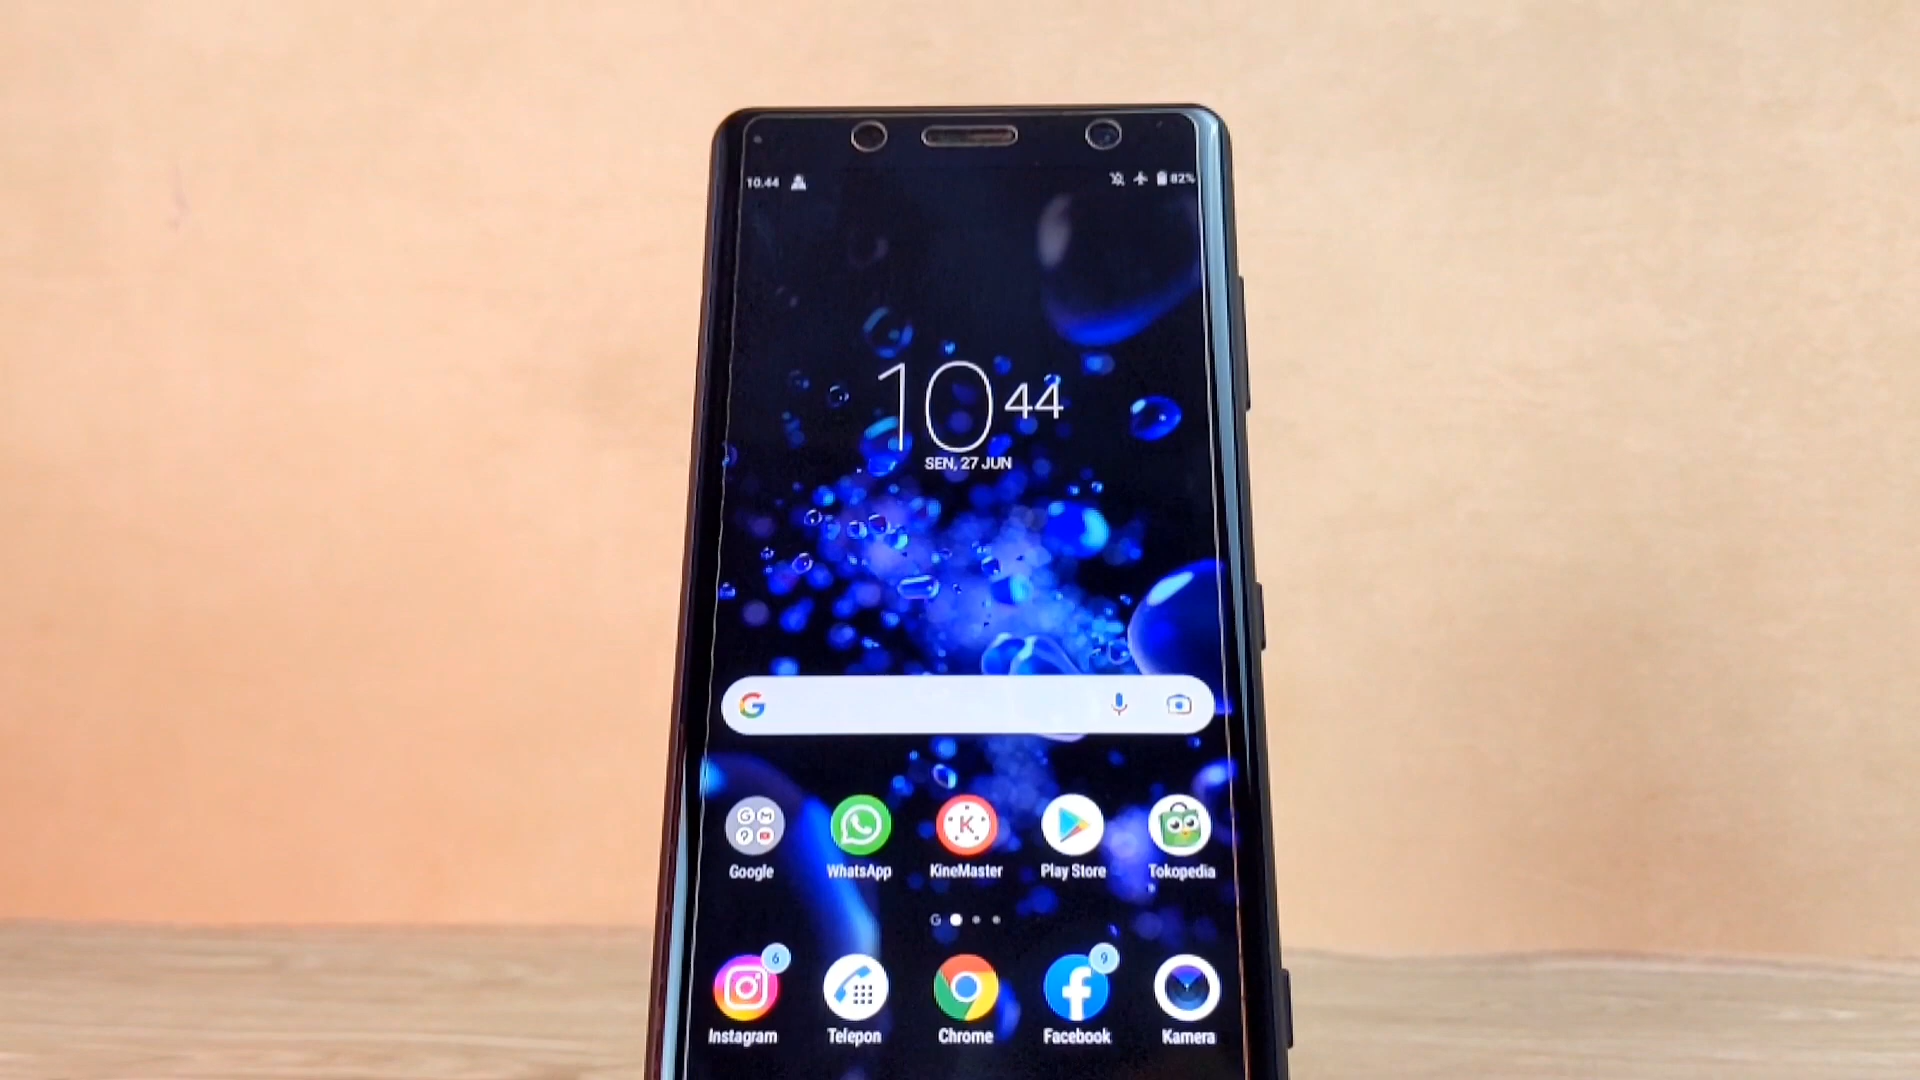 10.44 82%
10 44
SEN, 27 JUN
Google WhatsApp KineMaster Play Store Tokopedia
6 9
Instagram Telepon Chrome Facebook Kamera